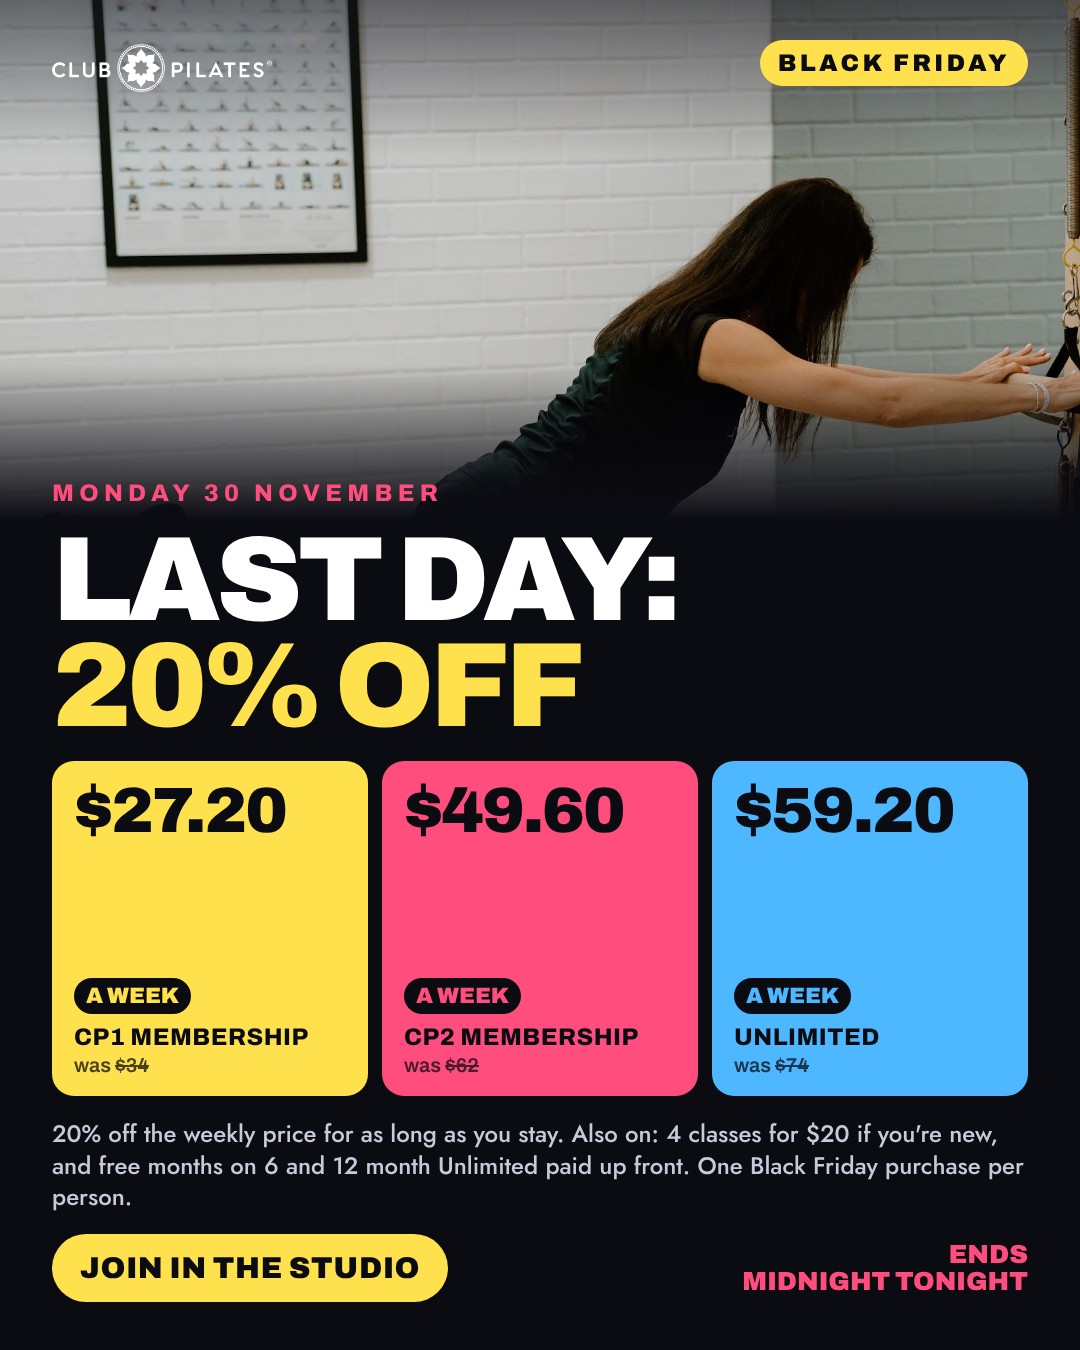 CLUB PILATES®
BLACK FRIDAY
MONDAY 30 NOVEMBER
LAST DAY:
20% OFF
$27.20
A WEEK
CP1 MEMBERSHIP
was $34
$49.60
A WEEK
CP2 MEMBERSHIP
was $62
$59.20
A WEEK
UNLIMITED
was $74
20% off the weekly price for as long as you stay. Also on: 4 classes for $20 if you're new,
and free months on 6 and 12 month Unlimited paid up front. One Black Friday purchase per
person.
JOIN IN THE STUDIO
ENDS
MIDNIGHT TONIGHT